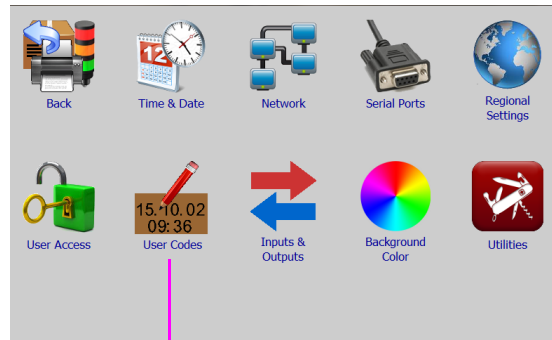 Back
Time & Date
Network
Serial Ports
Regional
Settings
12
User Access
15.10.02
09:36
User Codes
Inputs &
Outputs
Background
Color
Utilities